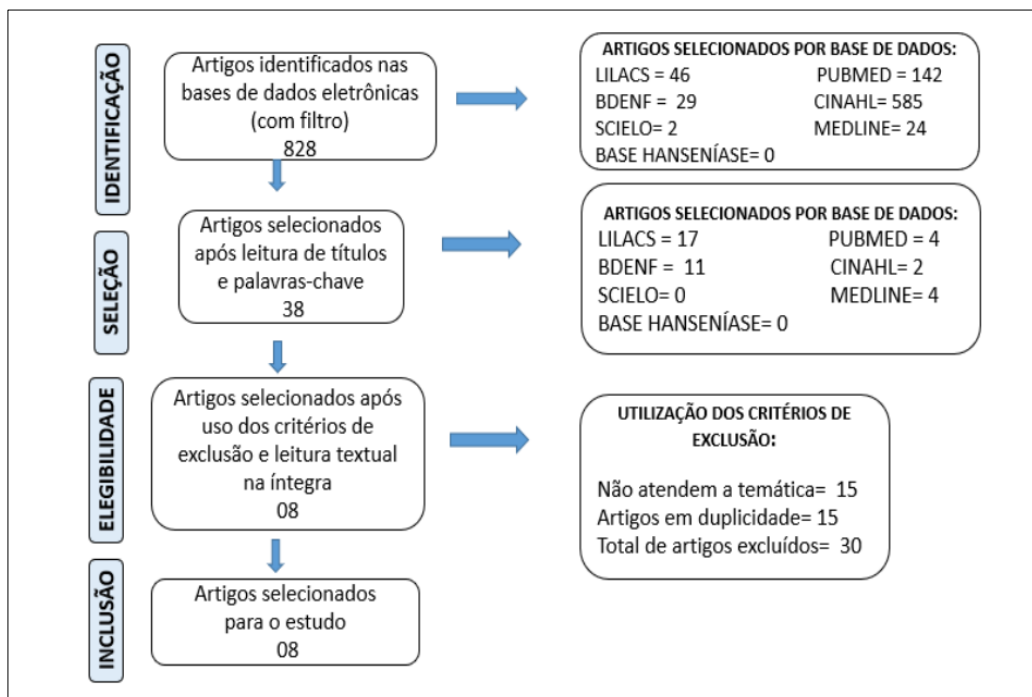 IDENTIFICAÇÃO
Artigos identificados nas
bases de dados eletrônicas
(com filtro)
828
ARTIGOS SELECIONADOS POR BASE DE DADOS:
LILACS = 46 PUBMED = 142
BDENF = 29 CINAHL= 585
SCIELO= 2 MEDLINE= 24
BASE HANSENÍASE= 0
SELEÇÃO
Artigos selecionados
após leitura de títulos
e palavras-chave
38
ARTIGOS SELECIONADOS POR BASE DE DADOS:
LILACS = 17 PUBMED= 4
BDENF = 11 CINAHL= 2
SCIELO= 0 MEDLINE= 4
BASE HANSENÍASE= 0
ELEGIBILIDADE
Artigos selecionados após
uso dos critérios de
exclusão e leitura textual
na íntegra
08
UTILIZAÇÃO DOS CRITÉRIOS DE
EXCLUSÃO:
Não atendem a temática= 15
Artigos em duplicidade= 15
Total de artigos excluídos= 30
INCLUSÃO
Artigos selecionados
para o estudo
08